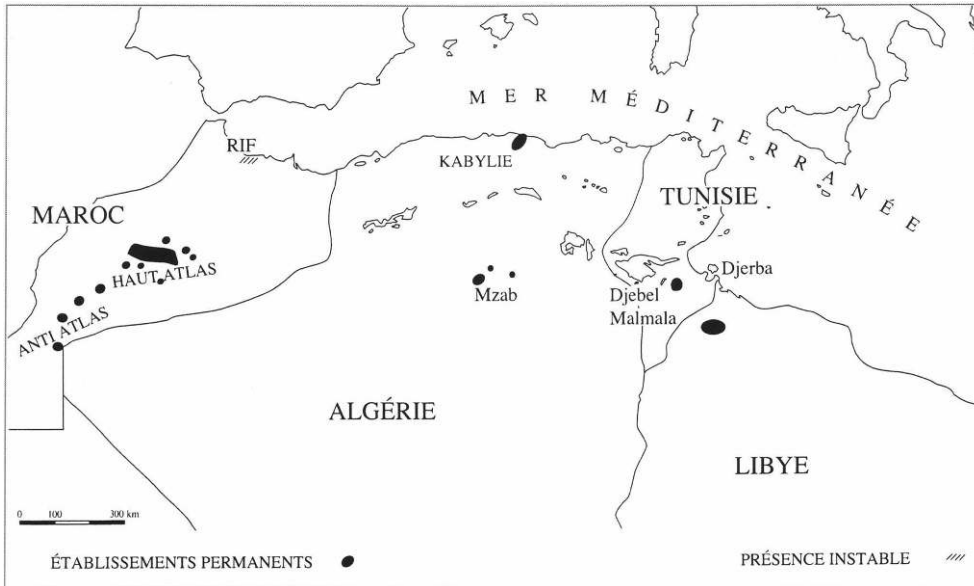 MER MÉDITERRANÉE
RIF
KABYLIE
MAROC
TUNISIE
HAUT ATLAS
Mzab
Djebel
Malmala
Djerba
ANTI ATLAS
ALGÉRIE
LIBYE
0 100 300 km
ÉTABLISSEMENTS PERMANENTS
PRÉSENCE INSTABLE